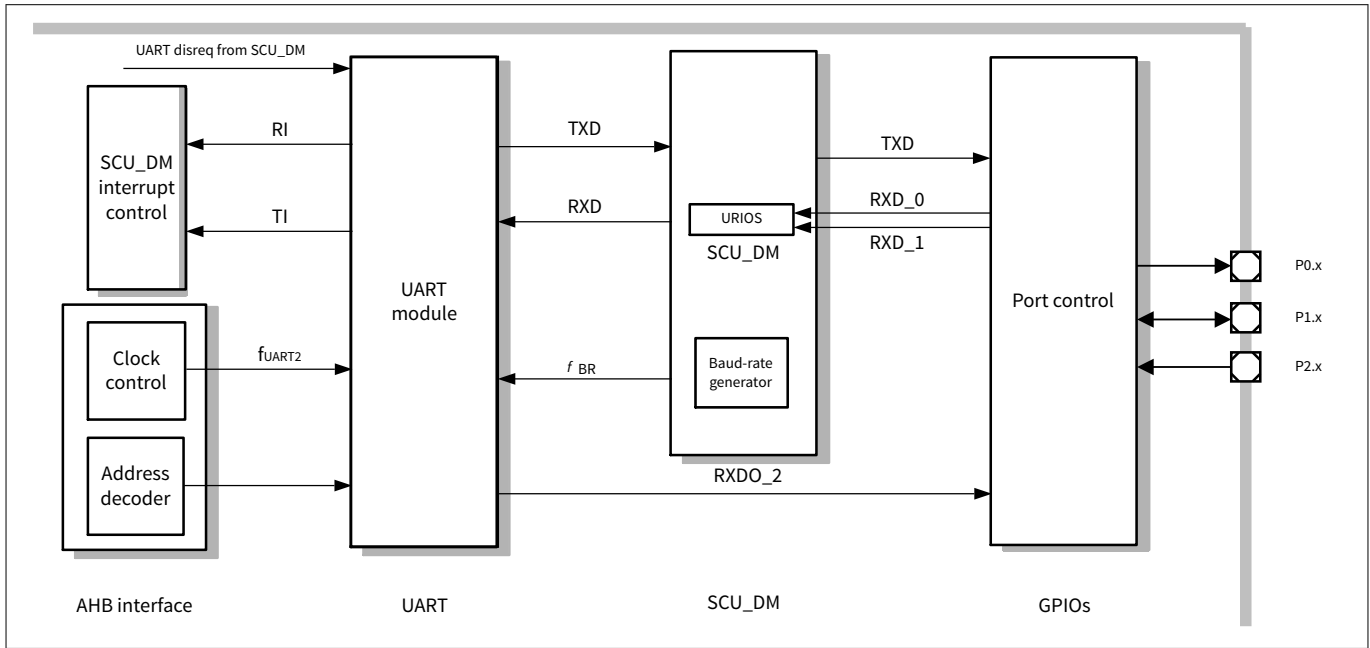 UART disreq from SCU_DM
RI
TXD
TXD
SCU_DM
interrupt
control
RXD_0
TI
RXD
URIOS
RXD_1
SCU_DM
P0.x
UART
module
Port control
P1.x
Clock
control
fUART2
f BR
Baud-rate
generator
P2.x
Address
decoder
RXDO_2
AHB interface
UART
SCU_DM
GPIOs